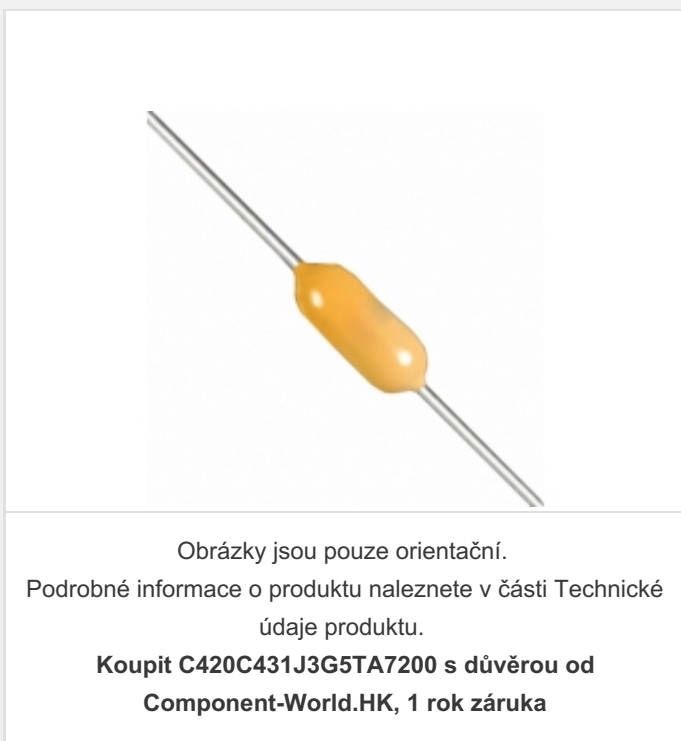 Obrázky jsou pouze orientační.
Podrobné informace o produktu naleznete v části Technické
údaje produktu.
Koupit C420C431J3G5TA7200 s důvěrou od
Component-World.HK, 1 rok záruka